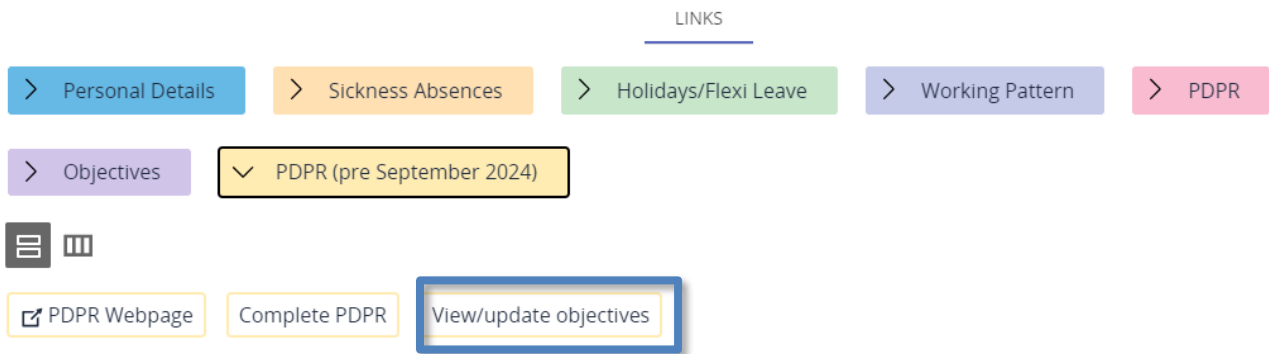 LINKS
Personal Details Sickness Absences Holidays/Flexi Leave Working Pattern PDPR
Objectives PDPR (pre September 2024)
PDPR Webpage Complete PDPR View/update objectives